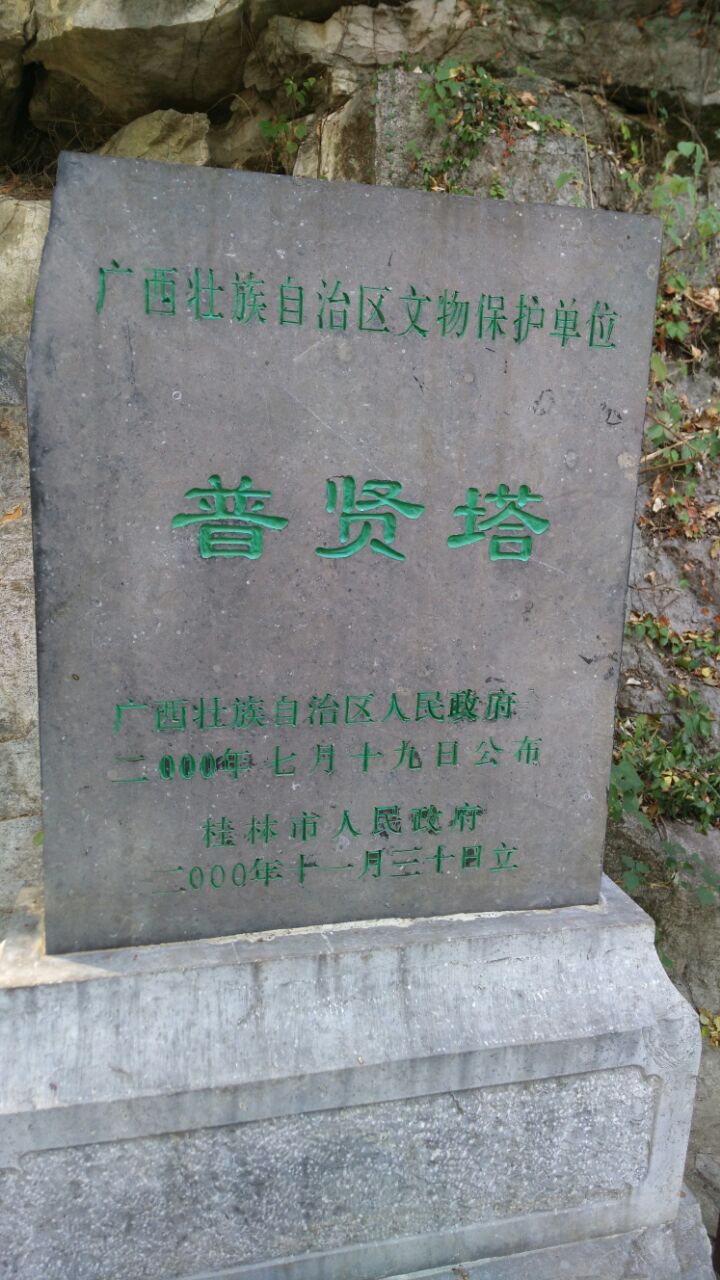 广西壮族自治区文物保护单位
普贤塔
广西壮族自治区人民政府
二000年七月十九日公布
桂林市人民政府
二000年十一月三十日立